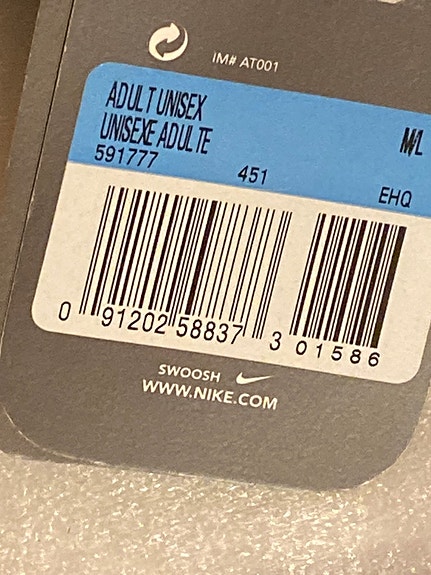 IM# AT001
ADULT UNISEX M/L
UNISEXE ADULTE
591777 451 EHQ
0 91202 58837 3 01586
SWOOSH
WWW.NIKE.COM